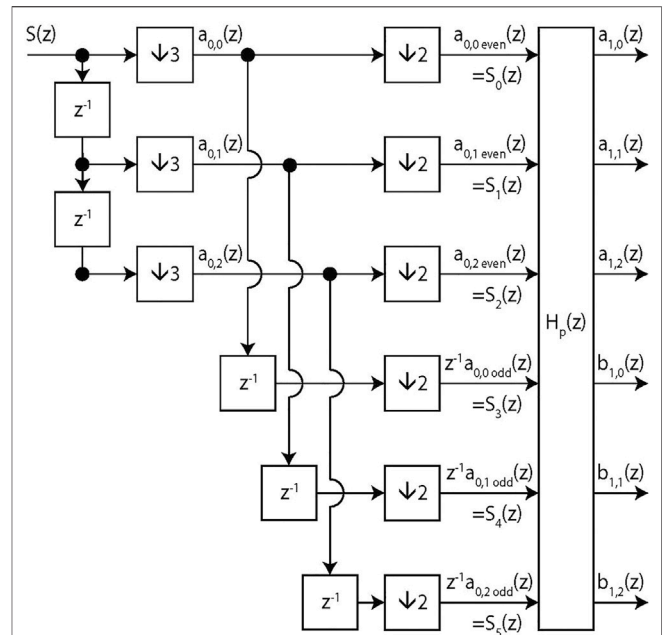 S(z) ↓3 a0,0(z) ↓2 a0,0 even(z) a1,0(z)
=S0(z)
z-1
↓3 a0,1(z) ↓2 a0,1 even(z) a1,1(z)
=S1(z)
z-1
↓3 a0,2(z) ↓2 a0,2 even(z) a1,2(z)
=S2(z)
Hp(z)
z-1 ↓2 z-1a0,0 odd(z) b1,0(z)
=S3(z)
z-1 ↓2 z-1a0,1 odd(z) b1,1(z)
=S4(z)
z-1 ↓2 z-1a0,2 odd(z) b1,2(z)
=S5(z)